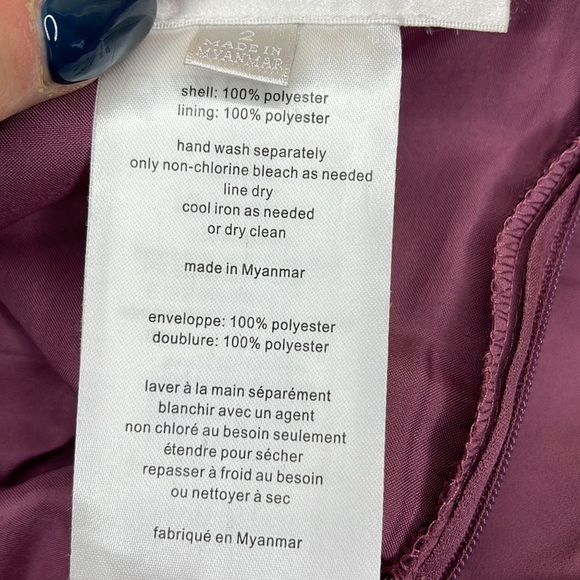 2
MADE IN
MYANMAR
shell: 100% polyester
lining: 100% polyester
hand wash separately
only non-chlorine bleach as needed
line dry
cool iron as needed
or dry clean
made in Myanmar
enveloppe: 100% polyester
doublure: 100% polyester
laver à la main séparément
blanchir avec un agent
non chloré au besoin seulement
étendre pour sécher
repasser à froid au besoin
ou nettoyer à sec
fabriqué en Myanmar